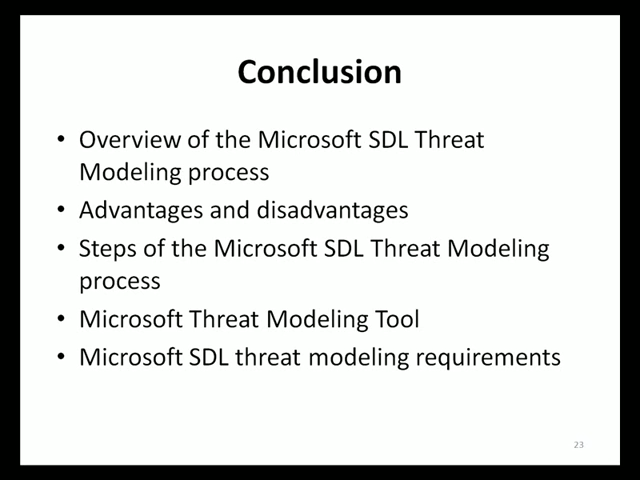 Conclusion
• Overview of the Microsoft SDL Threat
Modeling process
• Advantages and disadvantages
• Steps of the Microsoft SDL Threat Modeling
process
• Microsoft Threat Modeling Tool
• Microsoft SDL threat modeling requirements
23